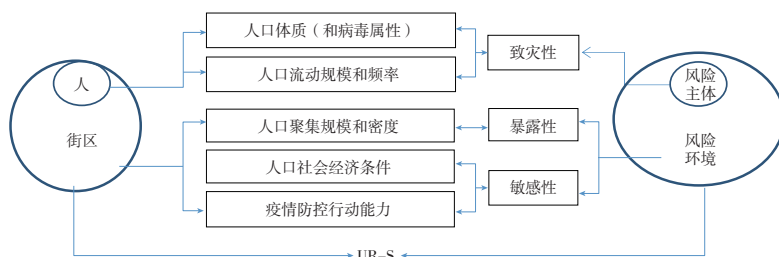 人口体质（和病毒属性）
人口流动规模和频率
致灾性
人
街区
风险
主体
风险
环境
人口聚集规模和密度
暴露性
人口社会经济条件
敏感性
疫情防控行动能力
UR-S